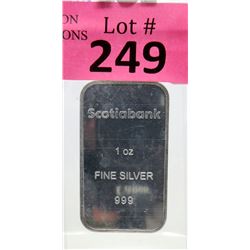 ON
ONS
Lot #
249
Scotiabank
1 oz
FINE SILVER
999